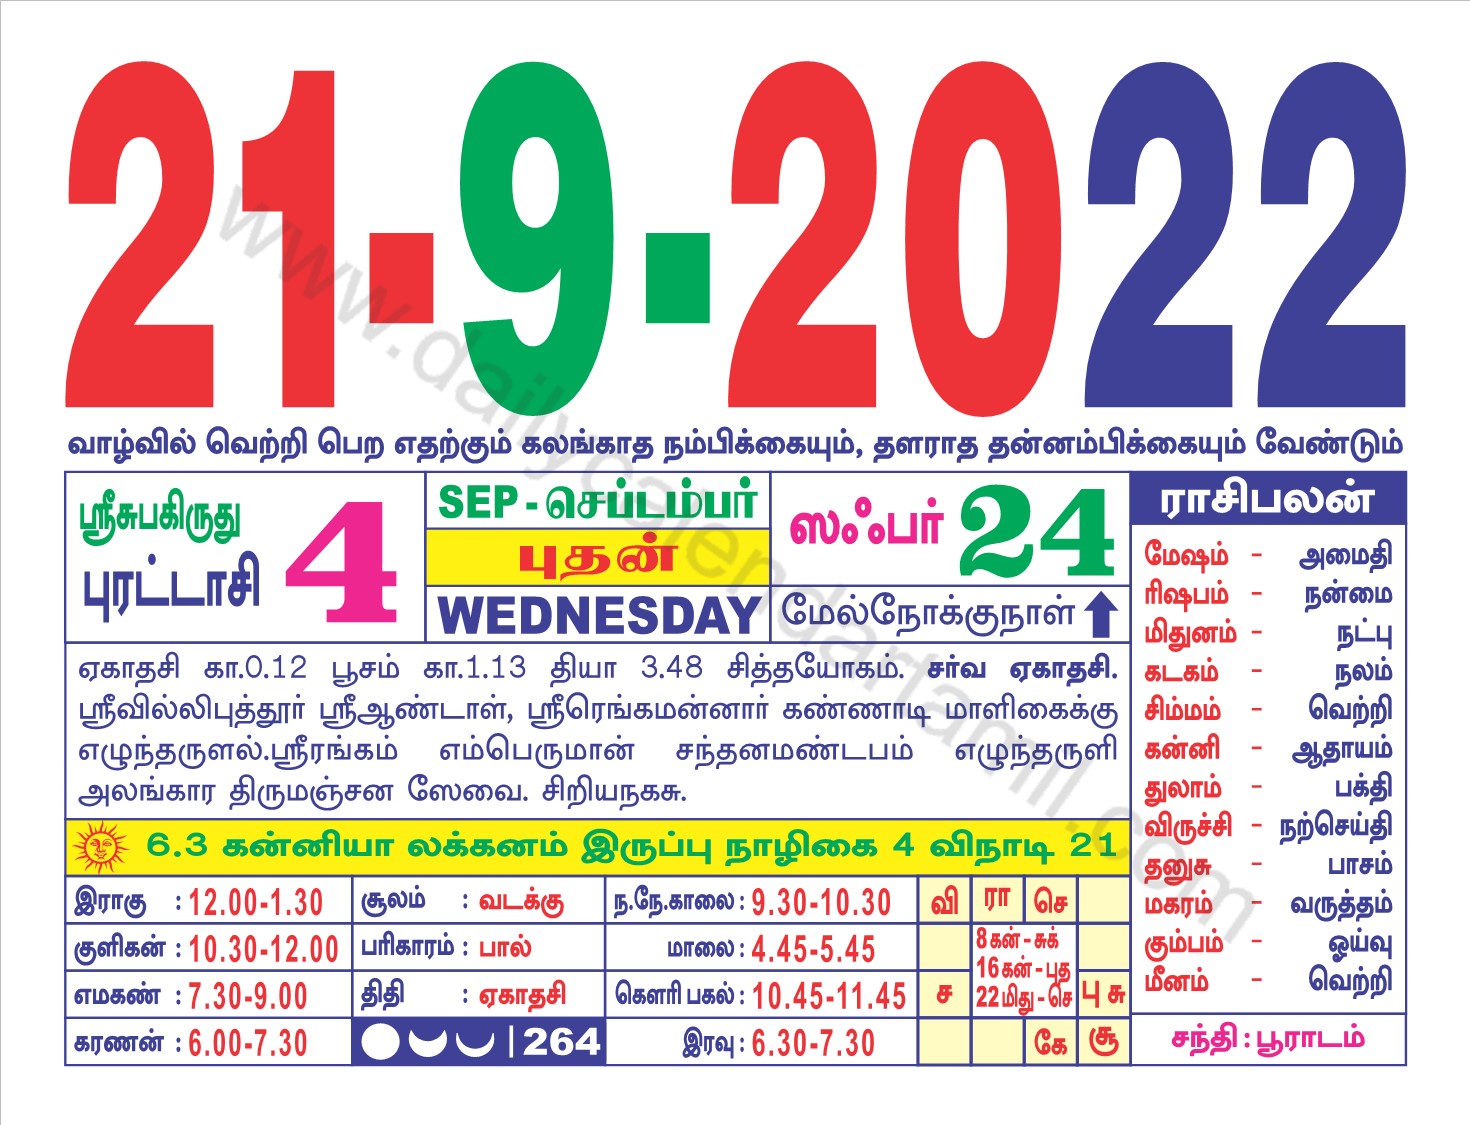 21-9-2022
வாழ்வில் வெற்றி பெற எதற்கும் கலங்காத நம்பிக்கையும், தளராத தன்னம்பிக்கையும் வேண்டும்
ஸ்ரீசுபகிருது
புரட்டாசி 4
SEP - செப்டம்பர்
புதன்
WEDNESDAY
ஸஃபர் 24
மேல்நோக்குநாள்
ஏகாதசி கா.0.12 பூசம் கா.1.13 தியா 3.48 சித்தயோகம். சர்வ ஏகாதசி.
ஸ்ரீவில்லிபுத்தூர் ஸ்ரீஆண்டாள், ஸ்ரீரெங்கமன்னார் கண்ணாடி மாளிகைக்கு
எழுந்தருளல்.ஸ்ரீரங்கம் எம்பெருமான் சந்தனமண்டபம் எழுந்தருளி
அலங்கார திருமஞ்சன ஸேவை. சிறியநகசு.
6.3 கன்னியா லக்கனம் இருப்பு நாழிகை 4 விநாடி 21
இராகு : 12.00-1.30
குளிகன் : 10.30-12.00
எமகண் : 7.30-9.00
கரணன் : 6.00-7.30
சூலம் : வடக்கு
பரிகாரம் : பால்
திதி : ஏகாதசி
264
ந.நே.காலை : 9.30-10.30
மாலை : 4.45-5.45
கௌரி பகல் : 10.45-11.45
இரவு : 6.30-7.30
வி ரா செ
8கன் - சுக்
16கன் - புத
22மிது - செ
ச பு சு
கே சூ
ராசிபலன்
மேஷம் - அமைதி
ரிஷபம் - நன்மை
மிதுனம் - நட்பு
கடகம் - நலம்
சிம்மம் - வெற்றி
கன்னி - ஆதாயம்
துலாம் - பக்தி
விருச்சி - நற்செய்தி
தனுசு - பாசம்
மகரம் - வருத்தம்
கும்பம் - ஓய்வு
மீனம் - வெற்றி
சந்தி : பூராடம்
www.dailycalendartamil.com